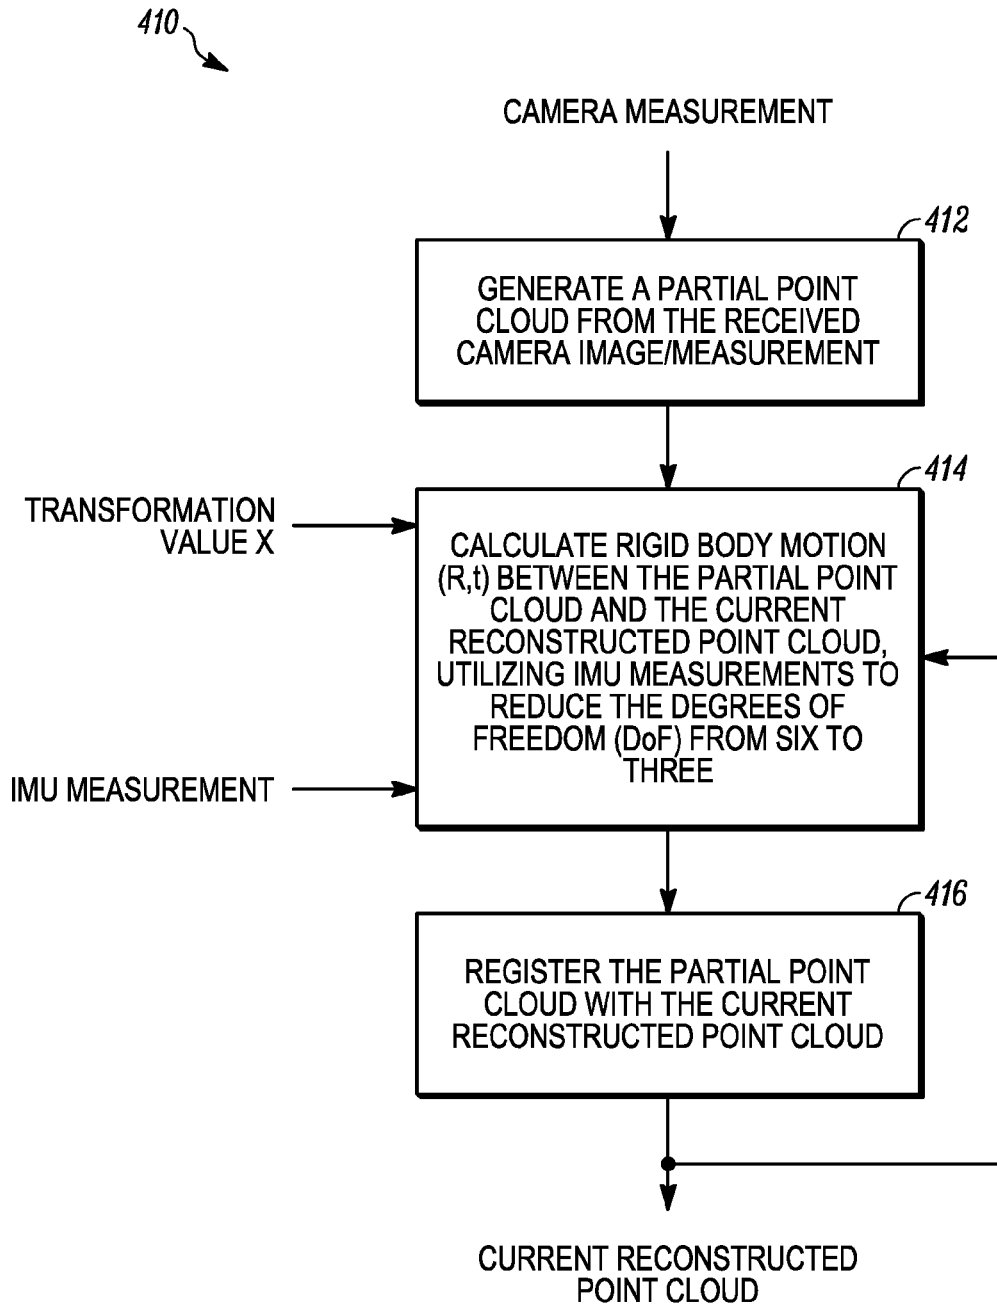 410
CAMERA MEASUREMENT
412
GENERATE A PARTIAL POINT
CLOUD FROM THE RECEIVED
CAMERA IMAGE/MEASUREMENT
414
TRANSFORMATION
VALUE X
CALCULATE RIGID BODY MOTION
(R,t) BETWEEN THE PARTIAL POINT
CLOUD AND THE CURRENT
RECONSTRUCTED POINT CLOUD,
UTILIZING IMU MEASUREMENTS TO
REDUCE THE DEGREES OF
FREEDOM (DoF) FROM SIX TO
THREE
IMU MEASUREMENT
416
REGISTER THE PARTIAL POINT
CLOUD WITH THE CURRENT
RECONSTRUCTED POINT CLOUD
CURRENT RECONSTRUCTED
POINT CLOUD